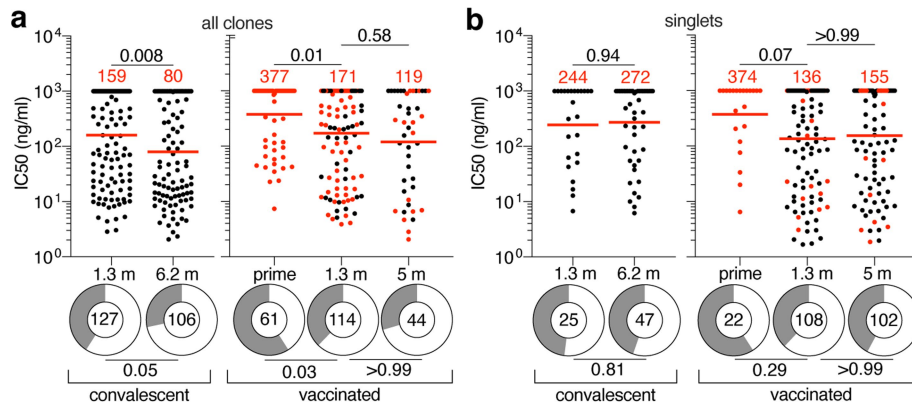 a
all clones
b
singlets
0.58
>0.99
0.008
0.01
0.94
0.07
159 80
377 171 119
244 272
374 136 155
IC50 (ng/ml)
10⁴
10³
10²
10¹
10⁰
IC50 (ng/ml)
10⁴
10³
10²
10¹
10⁰
1.3 m 6.2 m
prime 1.3 m 5 m
1.3 m 6.2 m
prime 1.3 m 5 m
127 106
61 114 44
25 47
22 108 102
0.05
0.03 >0.99
0.81
0.29 >0.99
convalescent
vaccinated
convalescent
vaccinated